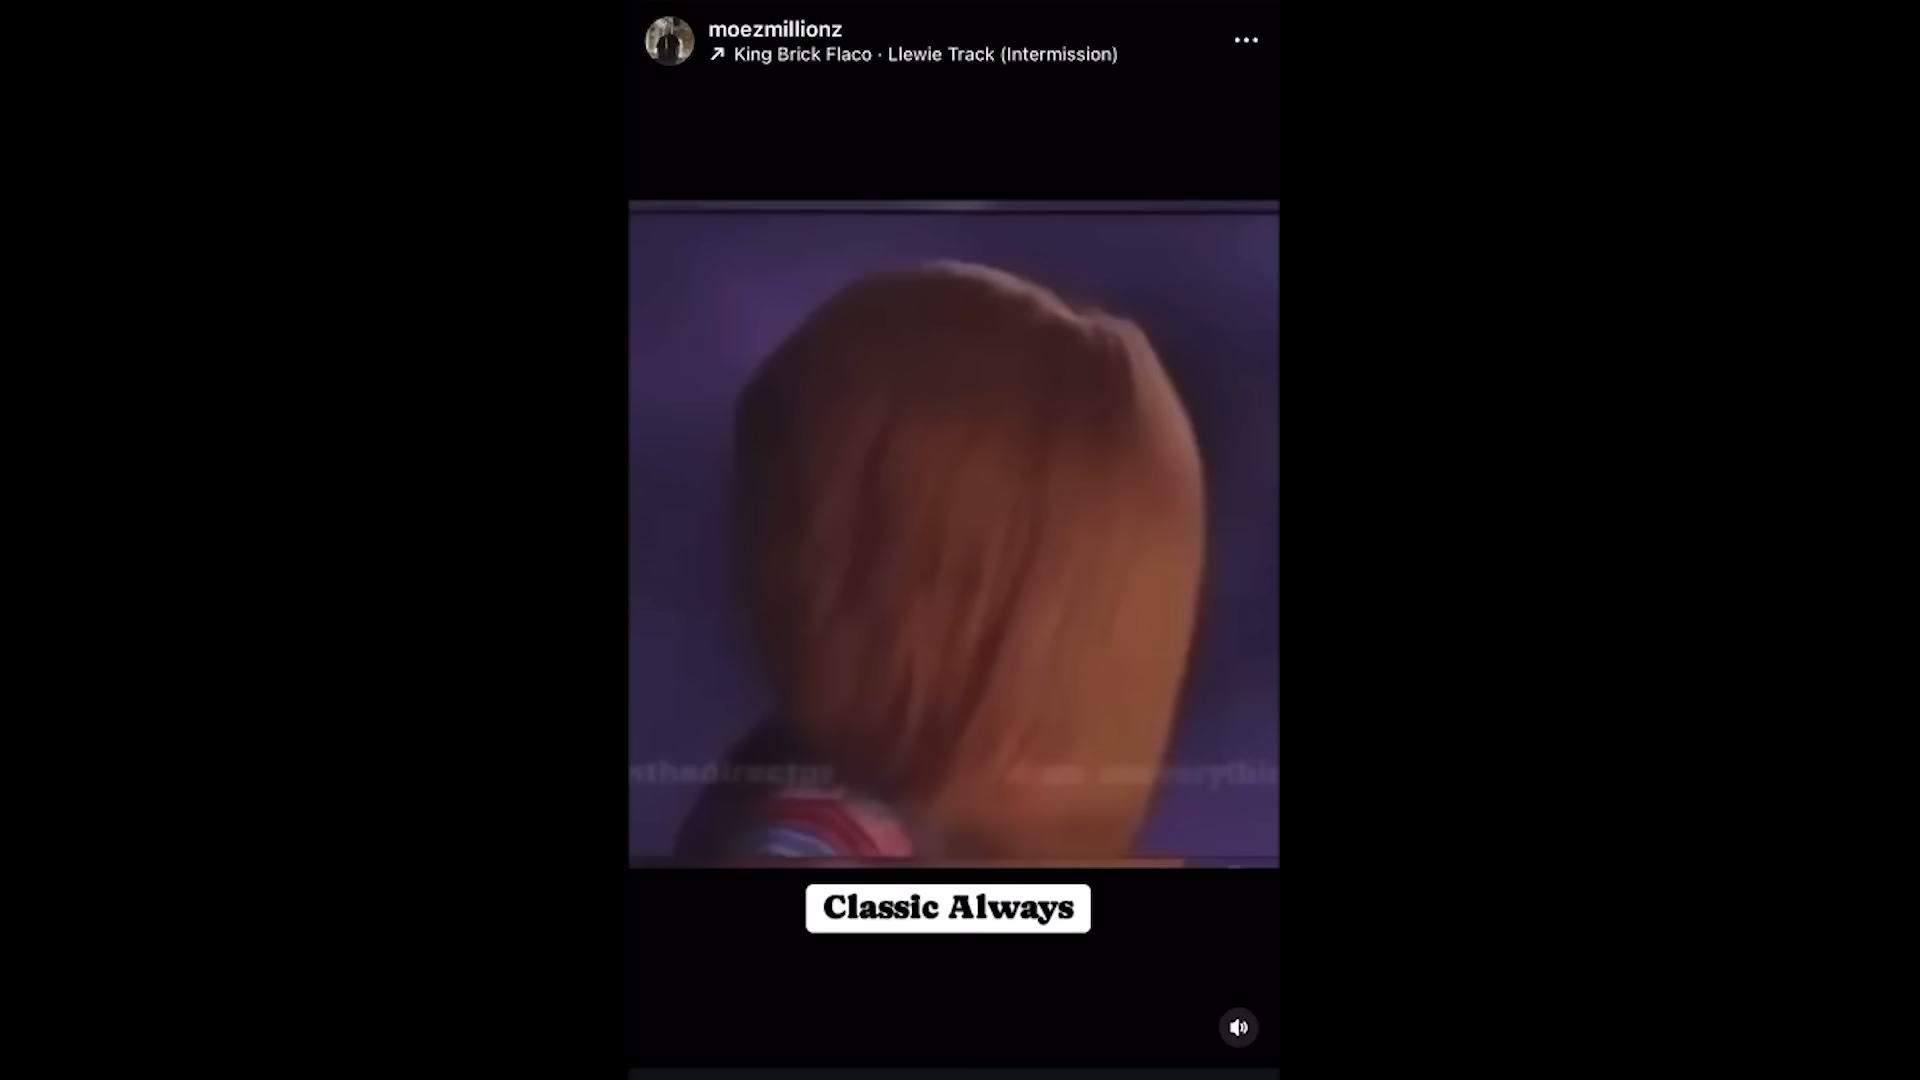 moezmillionz
King Brick Flaco · Llewie Track (Intermission)
Classic Always